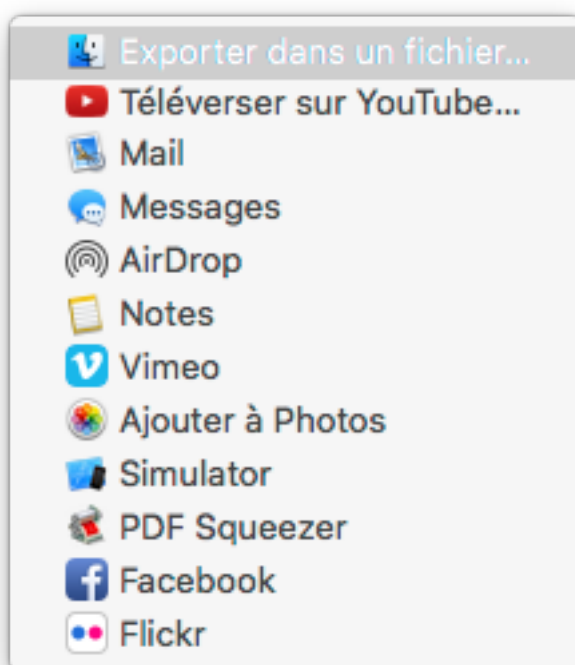 Exporter dans un fichier...
Téléverser sur YouTube...
Mail
Messages
AirDrop
Notes
Vimeo
Ajouter à Photos
Simulator
PDF Squeezer
Facebook
Flickr